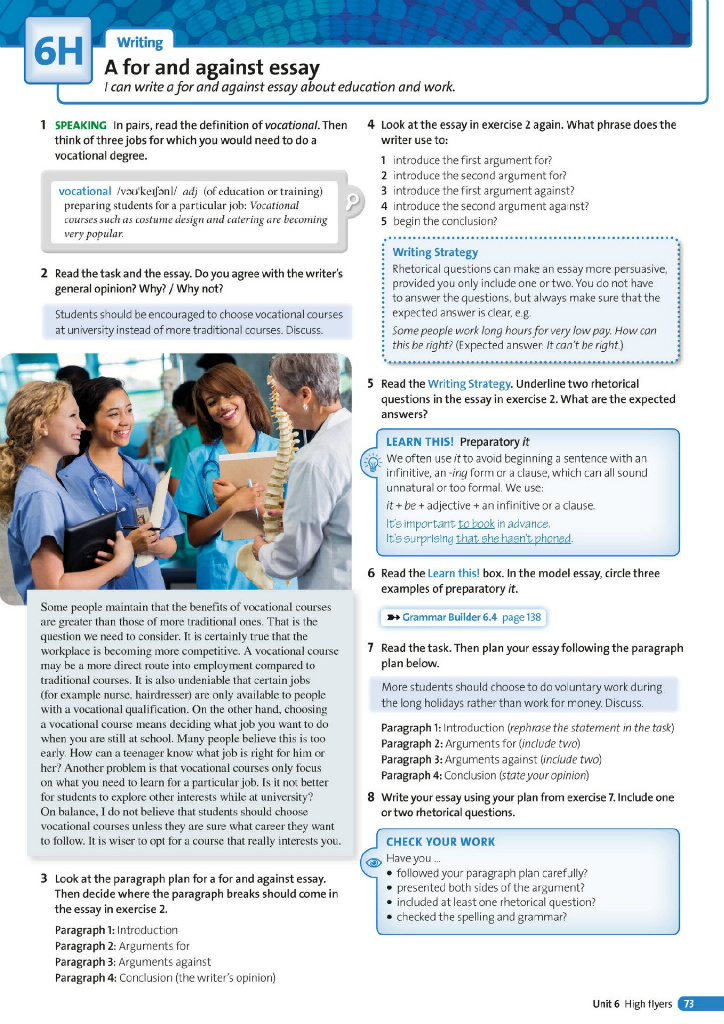 6H
Writing
A for and against essay
I can write a for and against essay about education and work.
1 SPEAKING In pairs, read the definition of vocational. Then
think of three jobs for which you would need to do a
vocational degree.
vocational /vəʊˈkeɪʃənl/ adj (of education or training)
preparing students for a particular job: Vocational
courses such as costume design and catering are becoming
very popular.
2 Read the task and the essay. Do you agree with the writer's
general opinion? Why? / Why not?
Students should be encouraged to choose vocational courses
at university instead of more traditional courses. Discuss.
Some people maintain that the benefits of vocational courses
are greater than those of more traditional ones. That is the
question we need to consider. It is certainly true that the
workplace is becoming more competitive. A vocational course
may be a more direct route into employment compared to
traditional courses. It is also undeniable that certain jobs
(for example nurse, hairdresser) are only available to people
with a vocational qualification. On the other hand, choosing
a vocational course means deciding what job you want to do
when you are still at school. Many people believe this is too
early. How can a teenager know what job is right for him or
her? Another problem is that vocational courses only focus
on what you need to learn for a particular job. Is it not better
for students to explore other interests while at university?
On balance, I do not believe that students should choose
vocational courses unless they are sure what career they want
to follow. It is wiser to opt for a course that really interests you.
3 Look at the paragraph plan for a for and against essay.
Then decide where the paragraph breaks should come in
the essay in exercise 2.
Paragraph 1: Introduction
Paragraph 2: Arguments for
Paragraph 3: Arguments against
Paragraph 4: Conclusion (the writer's opinion)
4 Look at the essay in exercise 2 again. What phrase does the
writer use to:
1 introduce the first argument for?
2 introduce the second argument for?
3 introduce the first argument against?
4 introduce the second argument against?
5 begin the conclusion?
Writing Strategy
Rhetorical questions can make an essay more persuasive,
provided you only include one or two. You do not have
to answer the questions, but always make sure that the
expected answer is clear, e.g.
Some people work long hours for very low pay. How can
this be right? (Expected answer: It can't be right.)
5 Read the Writing Strategy. Underline two rhetorical
questions in the essay in exercise 2. What are the expected
answers?
LEARN THIS! Preparatory it
We often use it to avoid beginning a sentence with an
infinitive, an -ing form or a clause, which can all sound
unnatural or too formal. We use:
it + be + adjective + an infinitive or a clause.
It's important to book in advance.
It's surprising that she hasn't phoned.
6 Read the Learn this! box. In the model essay, circle three
examples of preparatory it.
Grammar Builder 6.4 page 138
7 Read the task. Then plan your essay following the paragraph
plan below.
More students should choose to do voluntary work during
the long holidays rather than work for money. Discuss.
Paragraph 1: Introduction (rephrase the statement in the task)
Paragraph 2: Arguments for (include two)
Paragraph 3: Arguments against (include two)
Paragraph 4: Conclusion (state your opinion)
8 Write your essay using your plan from exercise 7. Include one
or two rhetorical questions.
CHECK YOUR WORK
Have you ...
• followed your paragraph plan carefully?
• presented both sides of the argument?
• included at least one rhetorical question?
• checked the spelling and grammar?
Unit 6 High flyers 73